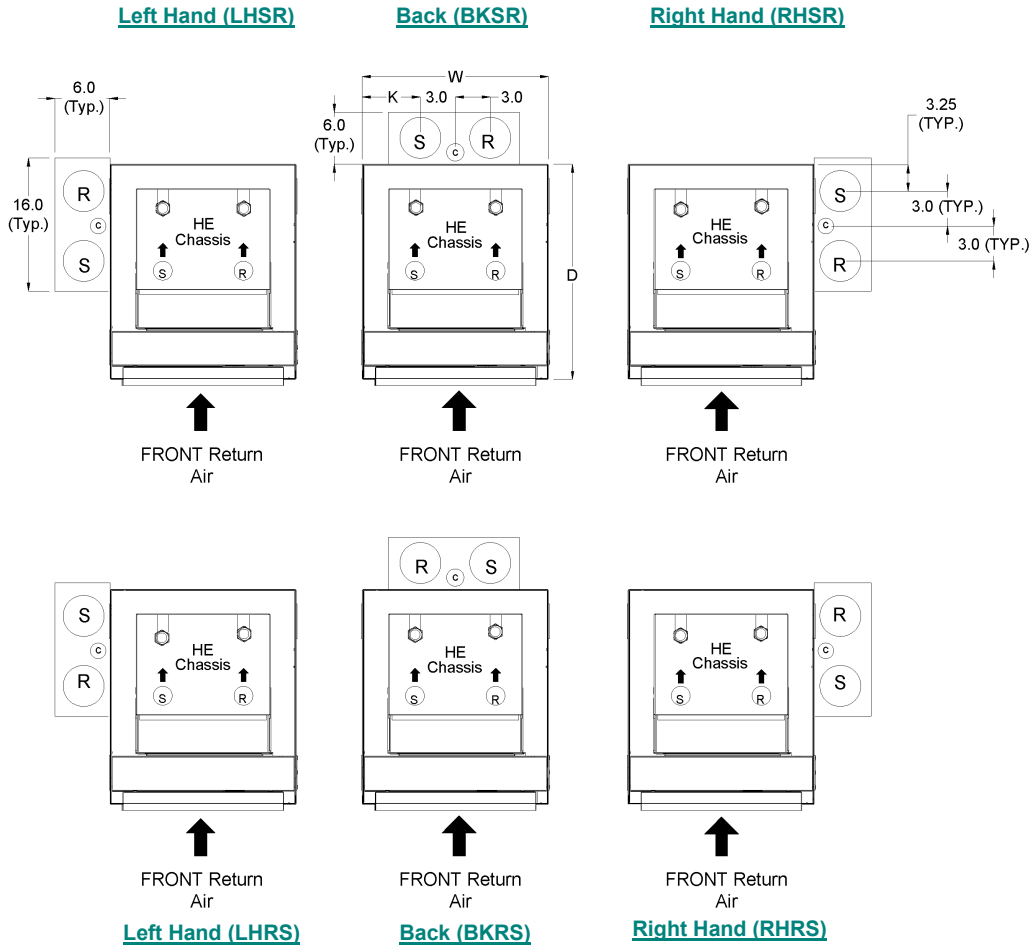 Left Hand (LHSR)
Back (BKSR)
Right Hand (RHSR)
6.0
(Typ.)
16.0
(Typ.)
R
C
S
HE
Chassis
S
R
FRONT Return
Air
W
K
3.0
3.0
6.0
(Typ.)
S
C
R
D
HE
Chassis
S
R
FRONT Return
Air
3.25
(TYP.)
S
3.0 (TYP.)
C
3.0 (TYP.)
R
HE
Chassis
S
R
FRONT Return
Air
S
C
R
HE
Chassis
S
R
FRONT Return
Air
Left Hand (LHRS)
R
C
S
HE
Chassis
S
R
FRONT Return
Air
Back (BKRS)
R
C
S
HE
Chassis
S
R
FRONT Return
Air
Right Hand (RHRS)